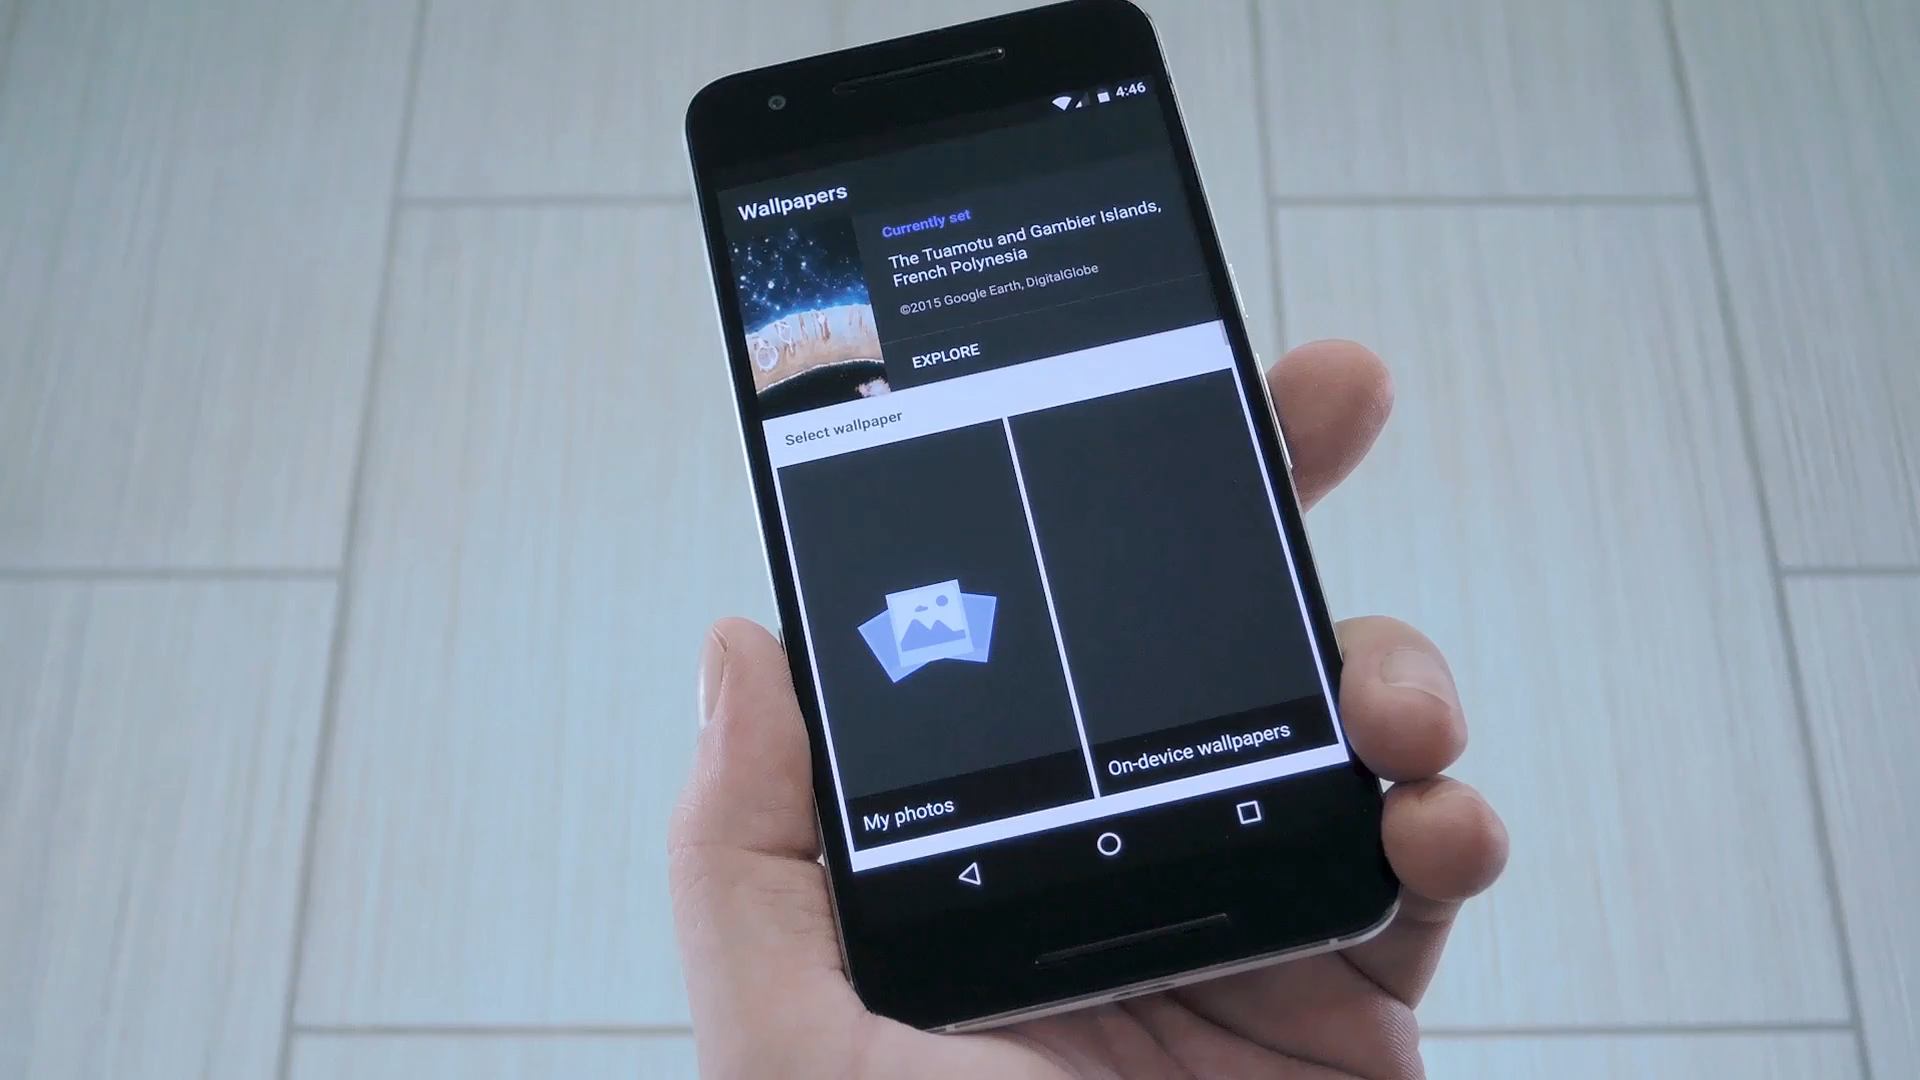 4:46
Wallpapers
Currently set
The Tuamotu and Gambier Islands,
French Polynesia
©2015 Google Earth, DigitalGlobe
EXPLORE
Select wallpaper
My photos
On-device wallpapers